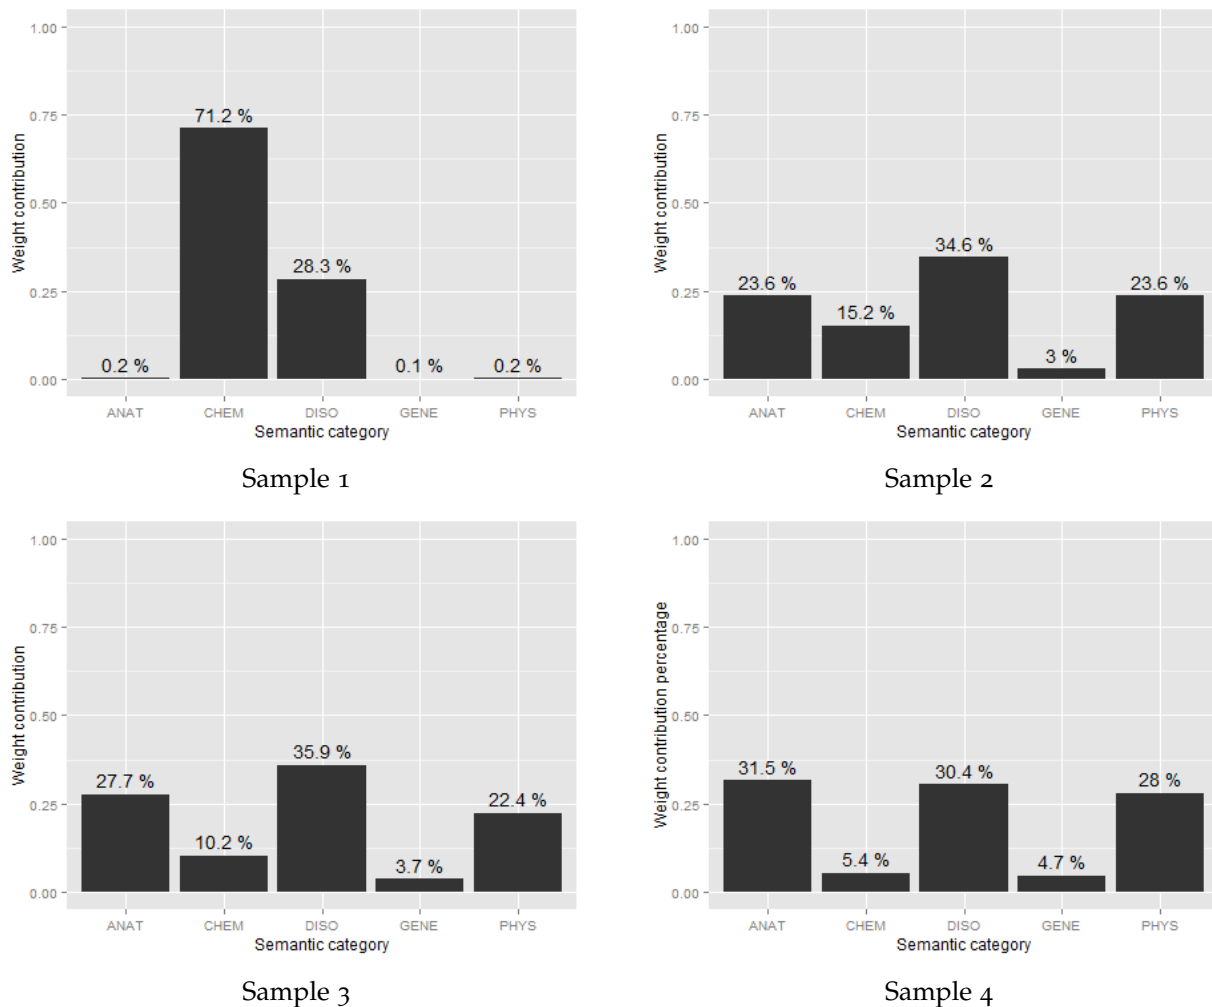 1.00
0.75
0.50
0.25
0.00
Weight contribution
71.2 %
28.3 %
0.2 %
0.1 %
0.2 %
ANAT CHEM DISO GENE PHYS
Semantic category
Sample 1
1.00
0.75
0.50
0.25
0.00
Weight contribution
34.6 %
23.6 %
23.6 %
15.2 %
3 %
ANAT CHEM DISO GENE PHYS
Semantic category
Sample 2
1.00
0.75
0.50
0.25
0.00
Weight contribution
35.9 %
27.7 %
22.4 %
10.2 %
3.7 %
ANAT CHEM DISO GENE PHYS
Semantic category
Sample 3
1.00
0.75
0.50
0.25
0.00
Weight contribution percentage
31.5 %
30.4 %
28 %
5.4 %
4.7 %
ANAT CHEM DISO GENE PHYS
Semantic category
Sample 4